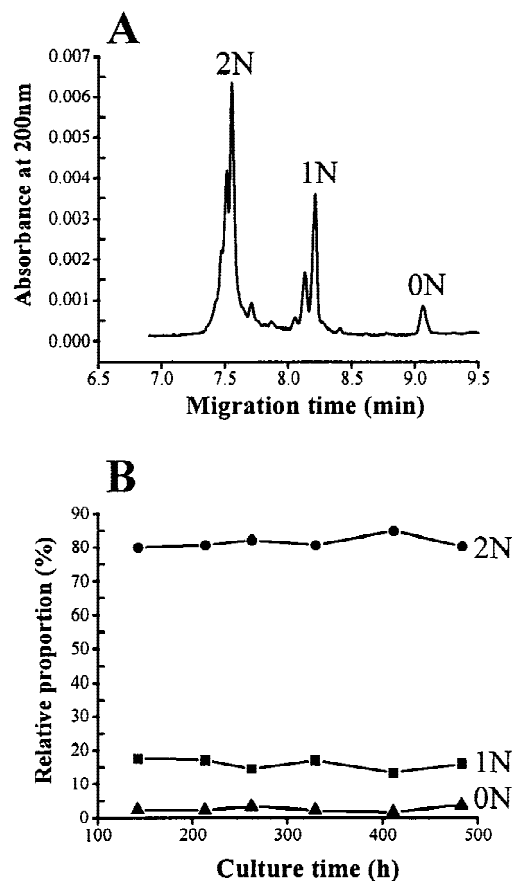 A
2N
1N
0N
0.007
0.006
0.005
0.004
0.003
0.002
0.001
0.000
Absorbance at 200nm
6.5 7.0 7.5 8.0 8.5 9.0 9.5
Migration time (min)
B
90
80
70
60
50
40
30
20
10
0
Relative proportion (%)
2N
1N
0N
100 200 300 400 500
Culture time (h)